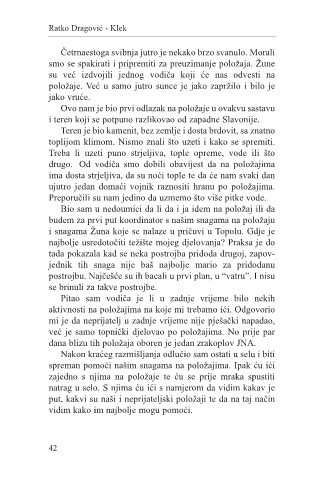 Ratko Dragović - Klek
Četrnaestoga svibnja jutro je nekako brzo svanulo. Morali
smo se spakirati i pripremiti za preuzimanje položaja. Žune
su već izdvojili jednog vodiča koji će nas odvesti na
položaje. Već u samo jutro sunce je jako zapržilo i bilo je
jako vruće.
Ovo nam je bio prvi odlazak na položaje u ovakvu sastavu
i teren koji se potpuno razlikovao od zapadne Slavonije.
Teren je bio kamenit, bez zemlje i dosta brdovit, sa znatno
toplijom klimom. Nismo znali što uzeti i kako se spremiti.
Treba li uzeti puno strjeljiva, tople opreme, vode ili što
drugo. Od vodiča smo dobili obavijest da na položajima
ima dosta strjeljiva, da su noći tople te da će nam svaki dan
ujutro jedan domaći vojnik raznositi hranu po položajima.
Preporučili su nam jedino da uzmemo što više pitke vode.
Bio sam u nedoumici da li da i ja idem na položaj ili da
budem za prvi put koordinator s našim snagama na položaju
i snagama Žuna koje se nalaze u pričuvi u Topolu. Gdje je
najbolje usredotočiti težište mojeg djelovanja? Praksa je do
tada pokazala kad se neka postrojba pridoda drugoj, zapov-
jednik tih snaga nije baš najbolje mario za pridodanu
postrojbu. Najčešće su ih bacali u prvi plan, u “vatru”. I nisu
se brinuli za takve postrojbe.
Pitao sam vodiča je li u zadnje vrijeme bilo nekih
aktivnosti na položajima na koje mi trebamo ići. Odgovorio
mi je da neprijatelj u zadnje vrijeme nije pješački napadao,
već je samo topnički djelovao po položajima. No prije par
dana blizu tih položaja oboren je jedan zrakoplov JNA.
Nakon kraćeg razmišljanja odlučio sam ostati u selu i biti
spreman pomoći našim snagama na položajima. Ipak ću ići
zajedno s njima na položaje te ću se prije mraka spustiti
natrag u selo. S njima ću ići s namjerom da vidim kakav je
put, kakvi su naši i neprijateljski položaji te da na taj način
vidim kako im najbolje mogu pomoći.
42